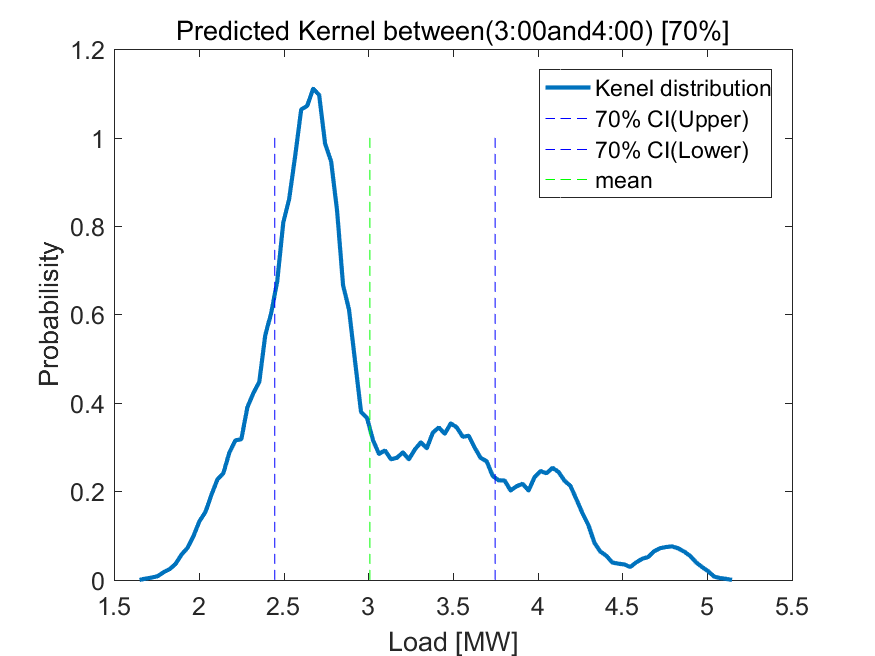 Predicted Kernel between(3:00and4:00) [70%]
1.2
1
0.8
0.6
0.4
0.2
0
Probabilisity
Kenel distribution
70% CI(Upper)
70% CI(Lower)
mean
1.5 2 2.5 3 3.5 4 4.5 5 5.5
Load [MW]